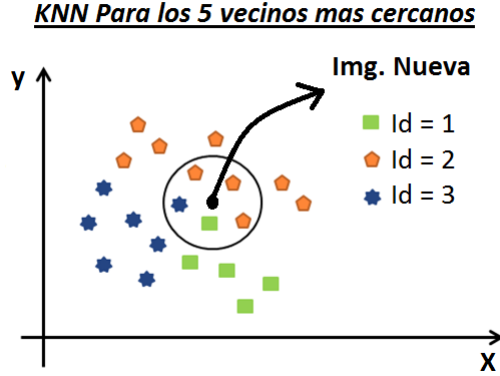 KNN Para los 5 vecinos mas cercanos
Img. Nueva
y
Id = 1
Id = 2
Id = 3
X